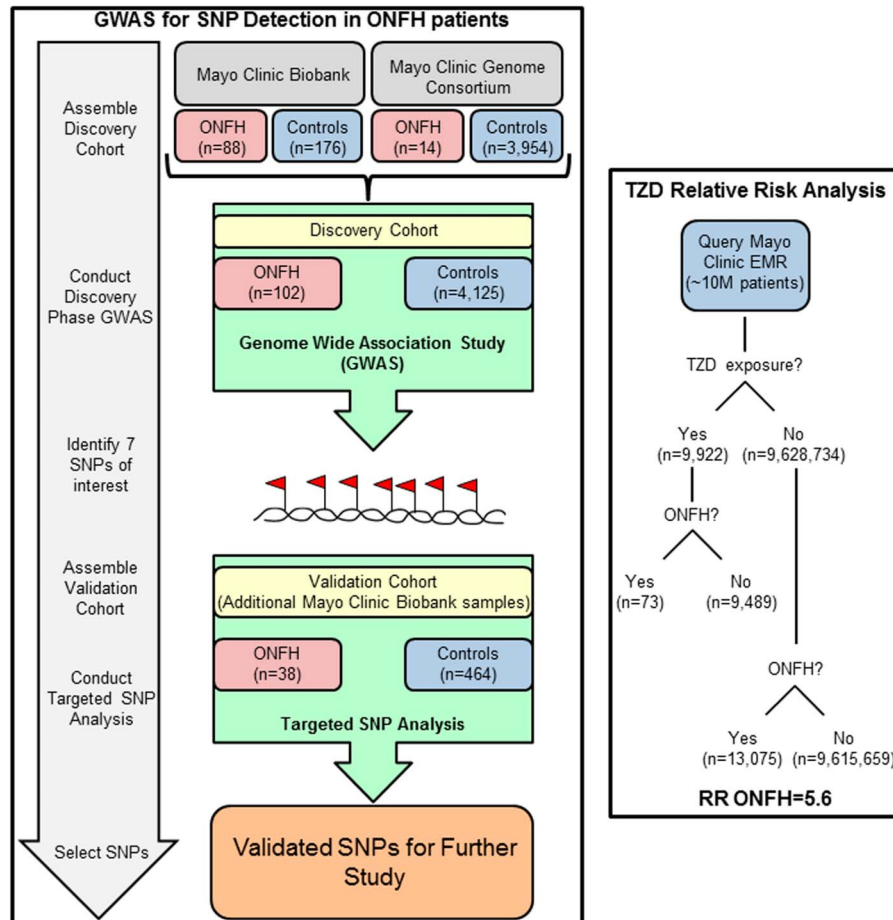 GWAS for SNP Detection in ONFH patients
Assemble
Discovery
Cohort
Mayo Clinic Biobank
Mayo Clinic Genome
Consortium
ONFH
(n=88)
Controls
(n=176)
ONFH
(n=14)
Controls
(n=3,954)
Conduct
Discovery
Phase GWAS
Discovery Cohort
ONFH
(n=102)
Controls
(n=4,125)
Genome Wide Association Study
(GWAS)
Identify 7
SNPs of
interest
Assemble
Validation
Cohort
Validation Cohort
(Additional Mayo Clinic Biobank samples)
Conduct
Targeted SNP
Analysis
ONFH
(n=38)
Controls
(n=464)
Targeted SNP Analysis
Select SNPs
Validated SNPs for Further
Study
TZD Relative Risk Analysis
Query Mayo
Clinic EMR
(~10M patients)
TZD exposure?
Yes
(n=9,922)
No
(n=9,628,734)
ONFH?
Yes
(n=73)
No
(n=9,489)
ONFH?
Yes
(n=13,075)
No
(n=9,615,659)
RR ONFH=5.6